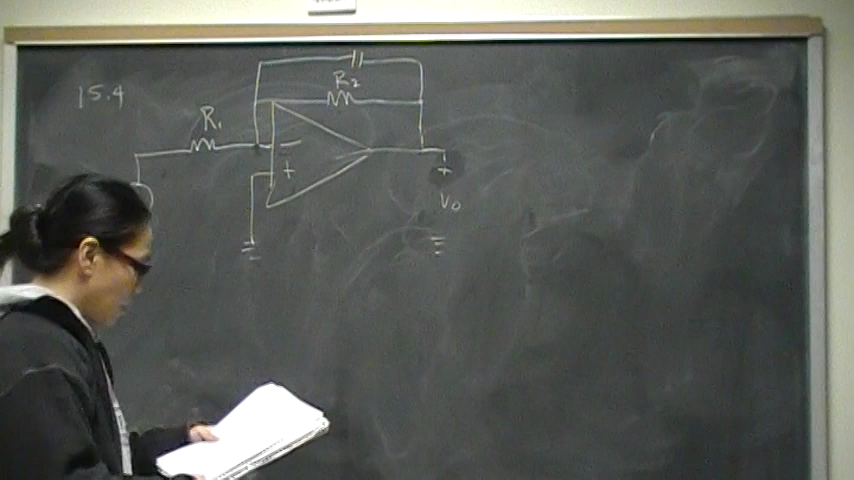 15.4
R₂
R₁
−
+
+
V₀